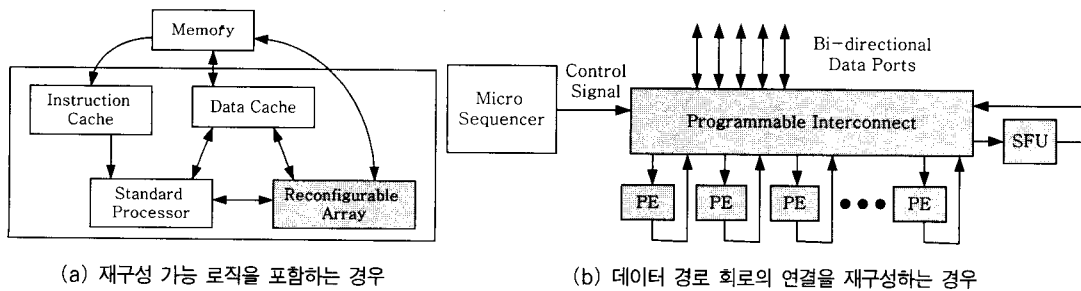 Memory
Instruction
Cache
Data Cache
Standard
Processor
Reconfigurable
Array
(a) 재구성 가능 로직을 포함하는 경우
Bi-directional
Data Ports
Control
Signal
Micro
Sequencer
Programmable Interconnect
SFU
PE
PE
PE
PE
(b) 데이터 경로 회로의 연결을 재구성하는 경우